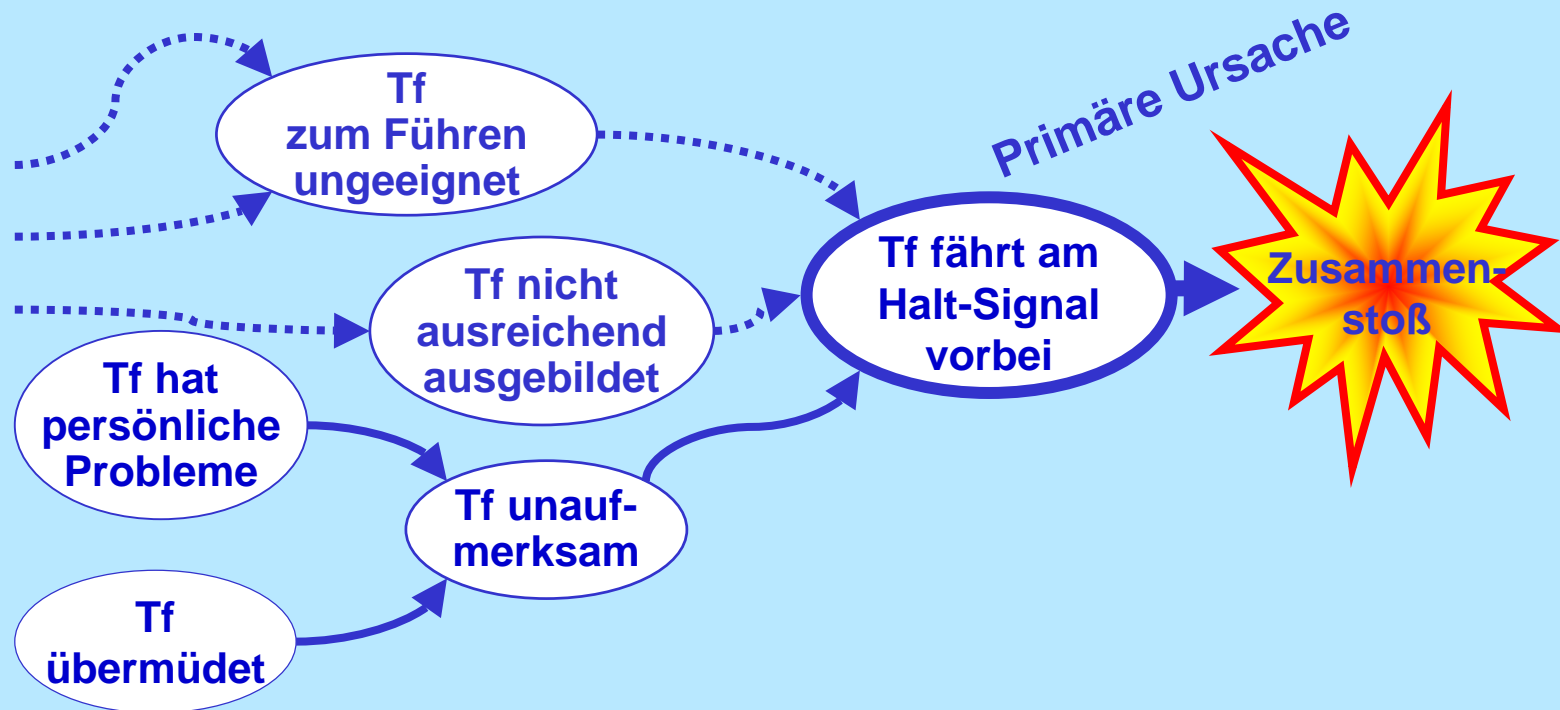 Tf
zum Führen
ungeeignet
Primäre Ursache
Tf nicht
ausreichend
ausgebildet
Tf fährt am
Halt-Signal
vorbei
Zusammen-
stoß
Tf hat
persönliche
Probleme
Tf unauf-
merksam
Tf
übermüdet